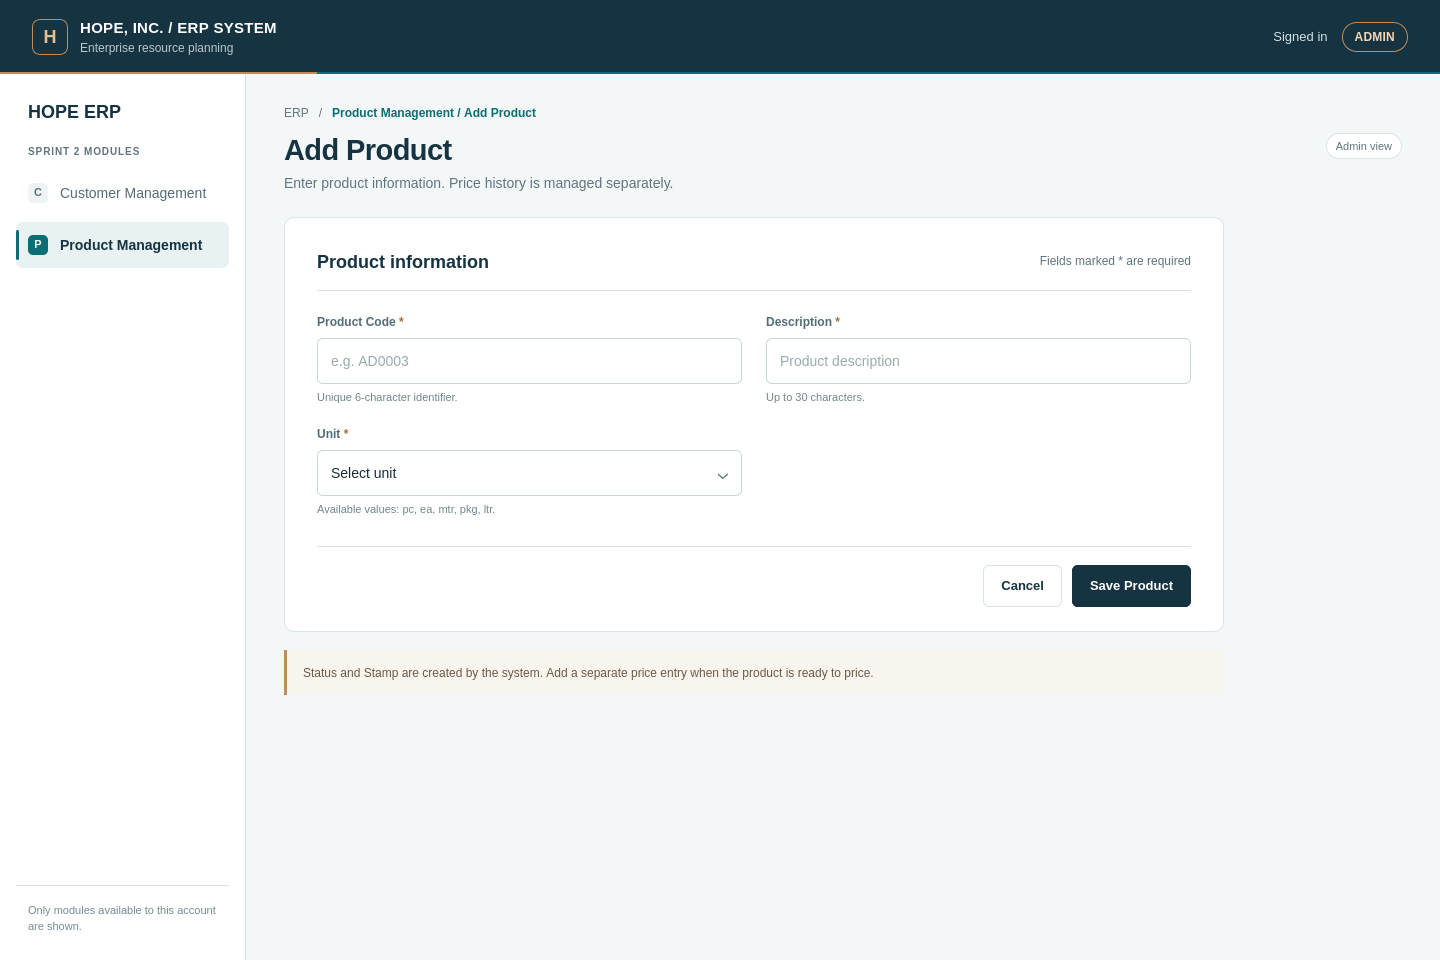 H
HOPE, INC. / ERP SYSTEM
Enterprise resource planning
Signed in
ADMIN
HOPE ERP
SPRINT 2 MODULES
C
Customer Management
P
Product Management
Only modules available to this account
are shown.
ERP / Product Management / Add Product
Add Product
Admin view
Enter product information. Price history is managed separately.
Product information
Fields marked * are required
Product Code *
e.g. AD0003
Unique 6-character identifier.
Description *
Product description
Up to 30 characters.
Unit *
Select unit
Available values: pc, ea, mtr, pkg, ltr.
Cancel
Save Product
Status and Stamp are created by the system. Add a separate price entry when the product is ready to price.